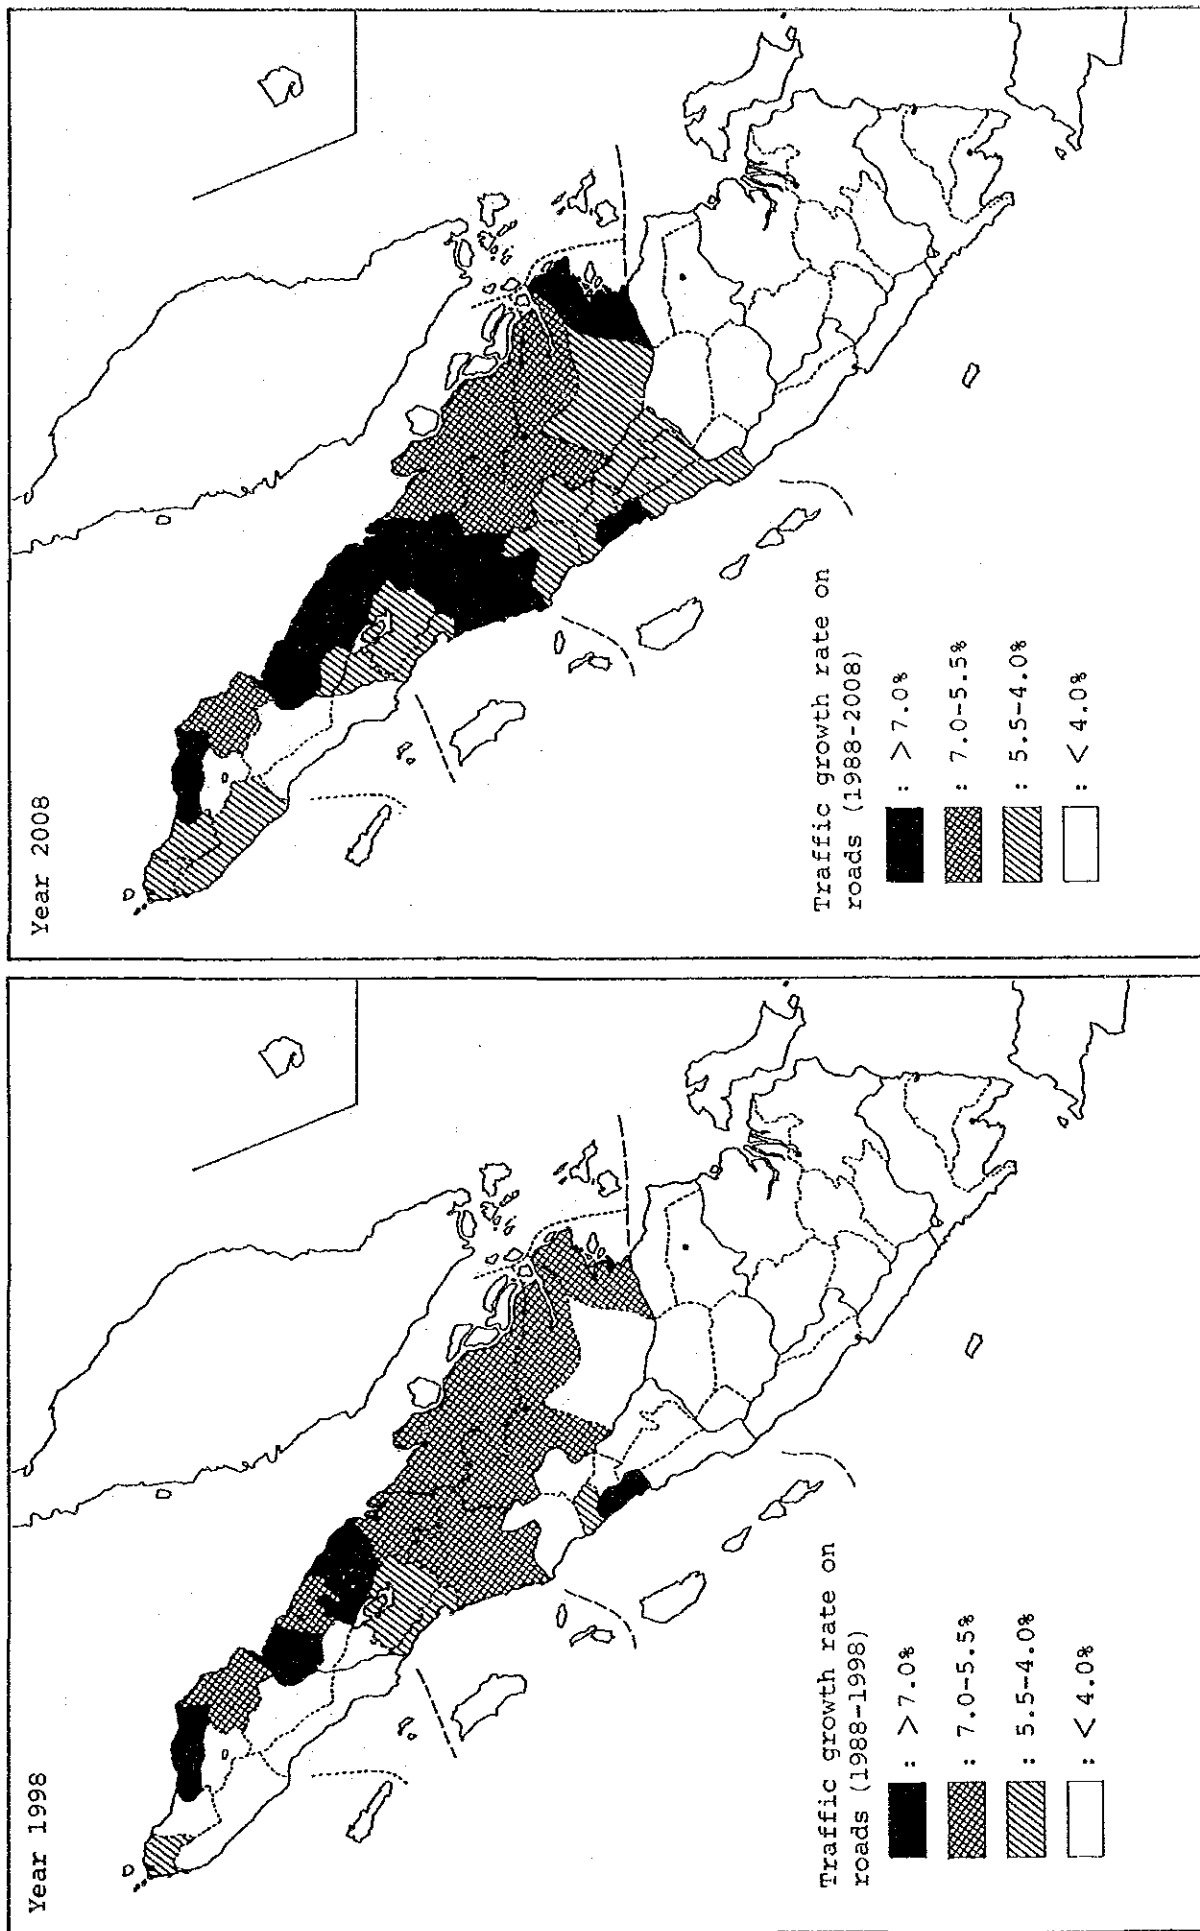 Year 1998
Traffic growth rate on
roads (1988-1998)
: > 7.0%
: 7.0-5.5%
: 5.5-4.0%
: < 4.0%
Year 2008
Traffic growth rate on
roads (1988-2008)
: > 7.0%
: 7.0-5.5%
: 5.5-4.0%
: < 4.0%